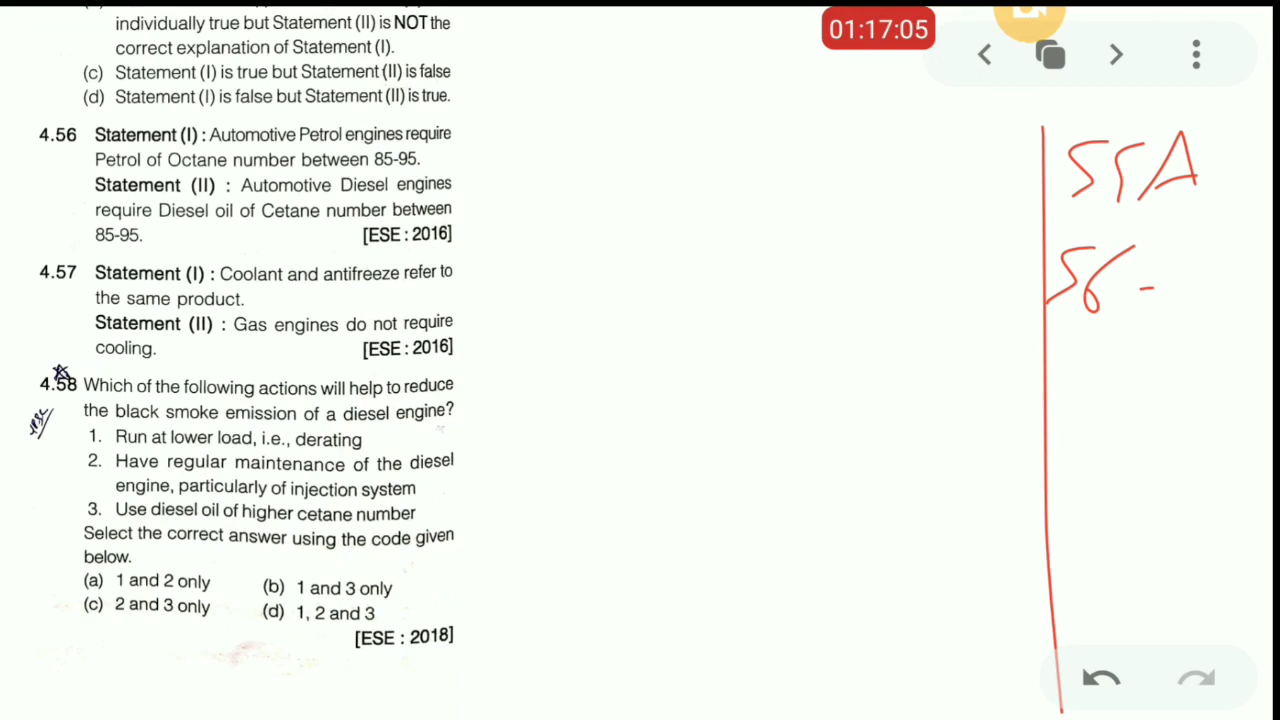 individually true but Statement (II) is NOT the
correct explanation of Statement (I).
(c) Statement (I) is true but Statement (II) is false
(d) Statement (I) is false but Statement (II) is true.
4.56 Statement (I) : Automotive Petrol engines require
Petrol of Octane number between 85-95.
Statement (II) : Automotive Diesel engines
require Diesel oil of Cetane number between
85-95. [ESE : 2016]
4.57 Statement (I) : Coolant and antifreeze refer to
the same product.
Statement (II) : Gas engines do not require
cooling. [ESE : 2016]
4.58 Which of the following actions will help to reduce
the black smoke emission of a diesel engine?
1. Run at lower load, i.e., derating
2. Have regular maintenance of the diesel
engine, particularly of injection system
3. Use diesel oil of higher cetane number
Select the correct answer using the code given
below.
(a) 1 and 2 only (b) 1 and 3 only
(c) 2 and 3 only (d) 1, 2 and 3
[ESE : 2018]
01:17:05
55A
56 -